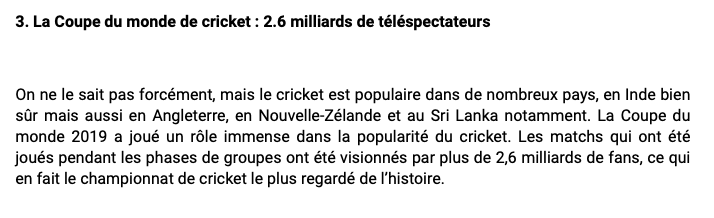 3. La Coupe du monde de cricket : 2.6 milliards de téléspectateurs
On ne le sait pas forcément, mais le cricket est populaire dans de nombreux pays, en Inde bien
sûr mais aussi en Angleterre, en Nouvelle-Zélande et au Sri Lanka notamment. La Coupe du
monde 2019 a joué un rôle immense dans la popularité du cricket. Les matchs qui ont été
joués pendant les phases de groupes ont été visionnés par plus de 2,6 milliards de fans, ce qui
en fait le championnat de cricket le plus regardé de l’histoire.